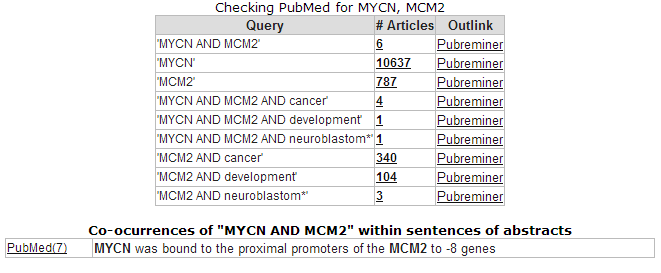 Checking PubMed for MYCN, MCM2
Query # Articles Outlink
'MYCN AND MCM2' 6 Pubreminer
'MYCN' 10637 Pubreminer
'MCM2' 787 Pubreminer
'MYCN AND MCM2 AND cancer' 4 Pubreminer
'MYCN AND MCM2 AND development' 1 Pubreminer
'MYCN AND MCM2 AND neuroblastom*' 1 Pubreminer
'MCM2 AND cancer' 340 Pubreminer
'MCM2 AND development' 104 Pubreminer
'MCM2 AND neuroblastom*' 3 Pubreminer
Co-ocurrences of "MYCN AND MCM2" within sentences of abstracts
PubMed(7) MYCN was bound to the proximal promoters of the MCM2 to -8 genes